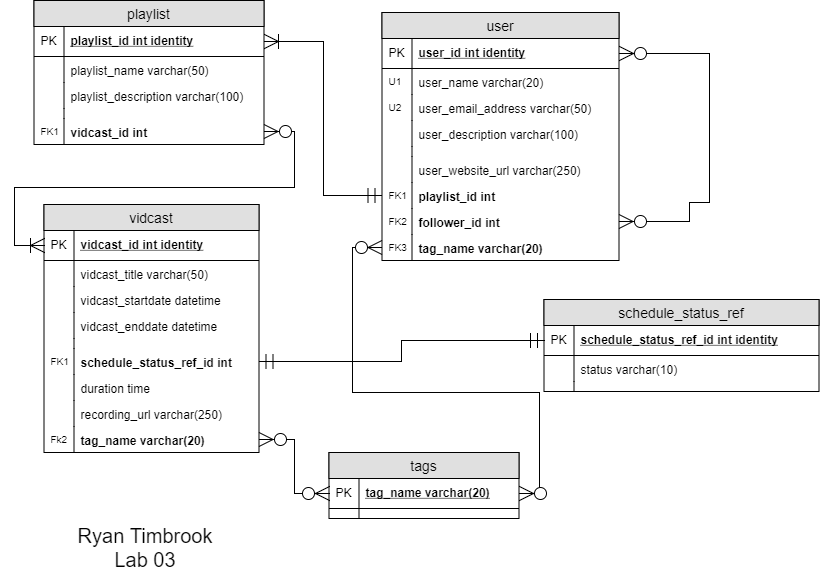 playlist
PK playlist_id int identity
playlist_name varchar(50)
playlist_description varchar(100)
FK1 vidcast_id int
user
PK user_id int identity
U1 user_name varchar(20)
U2 user_email_address varchar(50)
user_description varchar(100)
user_website_url varchar(250)
FK1 playlist_id int
FK2 follower_id int
FK3 tag_name varchar(20)
vidcast
PK vidcast_id int identity
vidcast_title varchar(50)
vidcast_startdate datetime
vidcast_enddate datetime
FK1 schedule_status_ref_id int
duration time
recording_url varchar(250)
Fk2 tag_name varchar(20)
schedule_status_ref
PK schedule_status_ref_id int identity
status varchar(10)
tags
PK tag_name varchar(20)
Ryan Timbrook
Lab 03